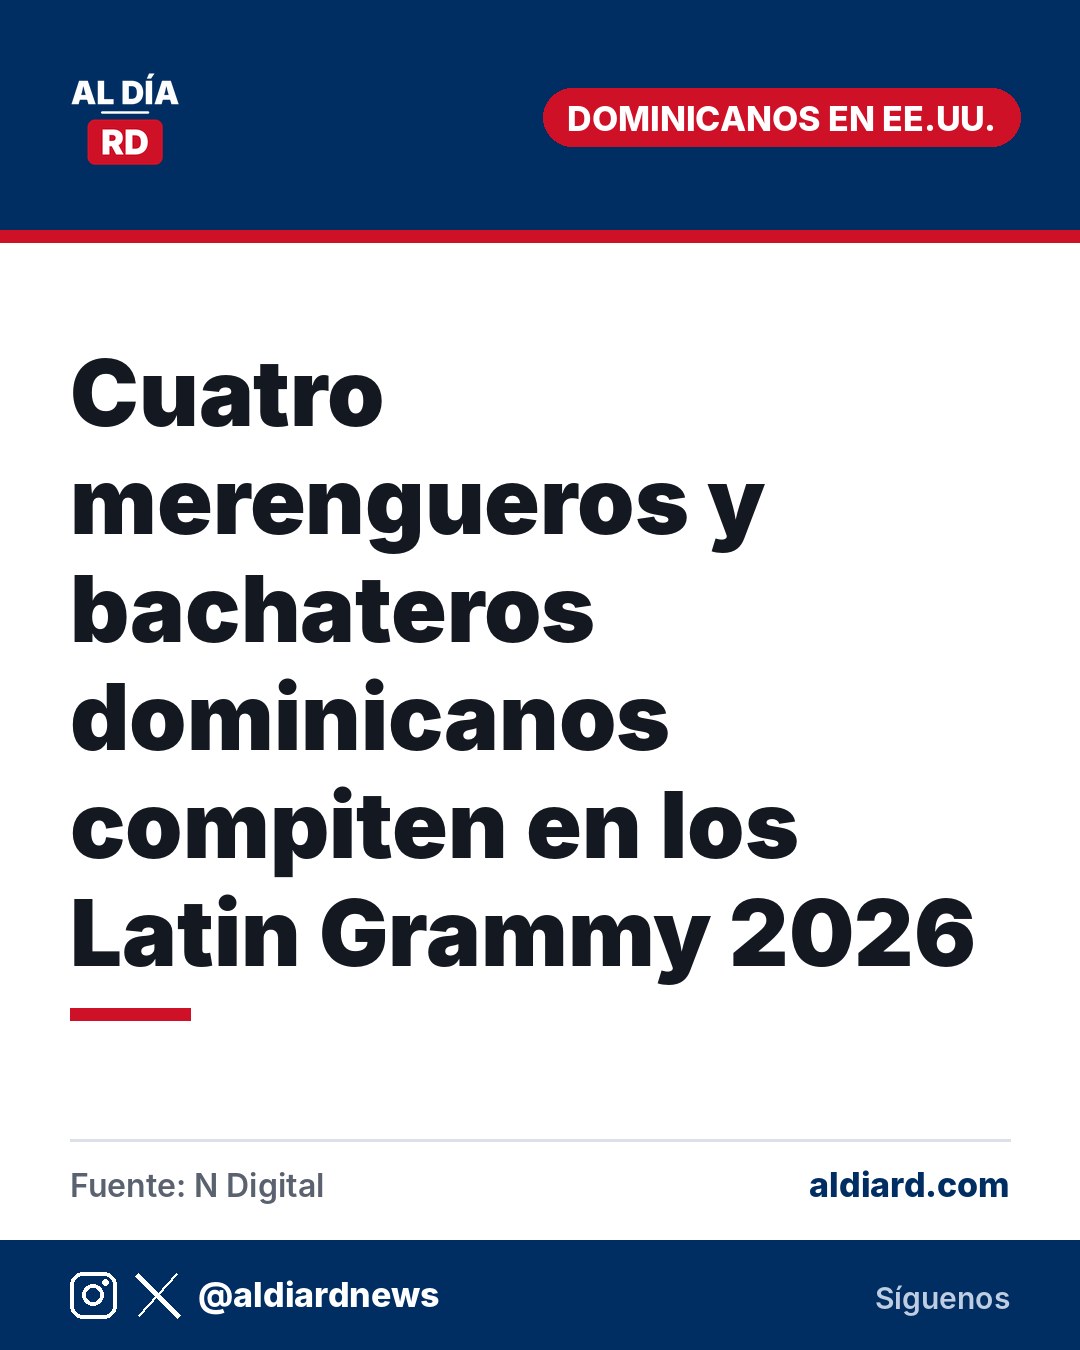 AL DÍA
RD
DOMINICANOS EN EE.UU.
Cuatro
merengueros y
bachateros
dominicanos
compiten en los
Latin Grammy 2026
Fuente: N Digital
aldiard.com
@aldiardnews
Síguenos